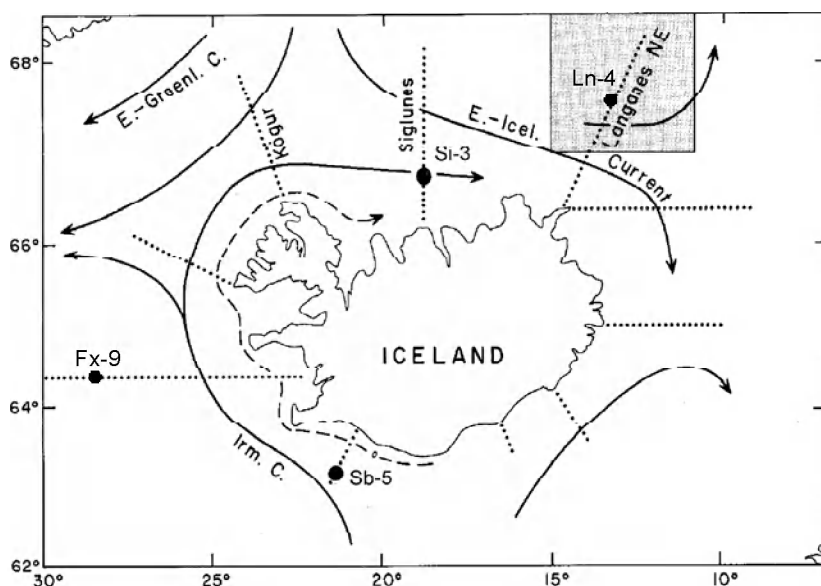 68°
66°
64°
62°
30°
25°
20°
15°
10°
E.-Greenl. C.
Kogur
Siglunes
Si-3
E.-Icel.
Current
Ln-4
Langanes NE
Fx-9
ICELAND
Irm. C.
Sb-5